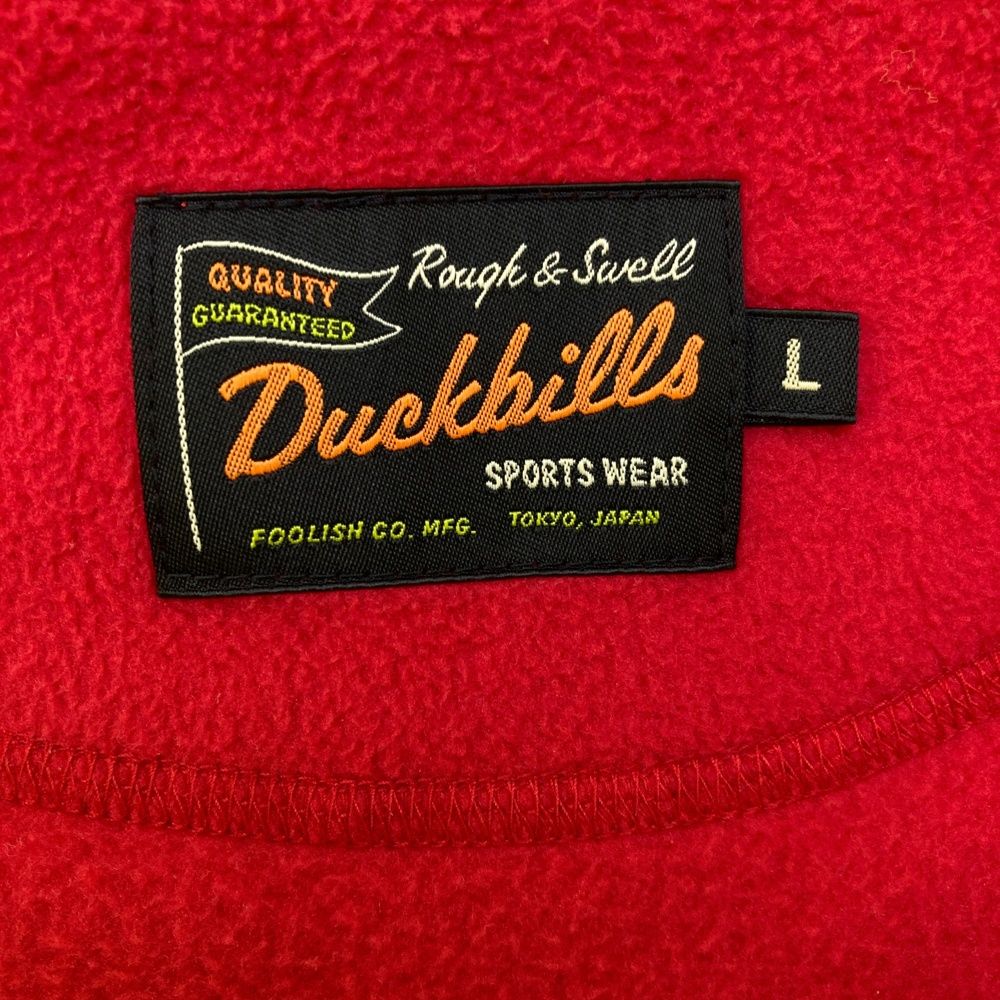 QUALITY
GUARANTEED
Rough & Swell
Duckbills
SPORTS WEAR
FOOLISH CO. MFG. TOKYO, JAPAN
L